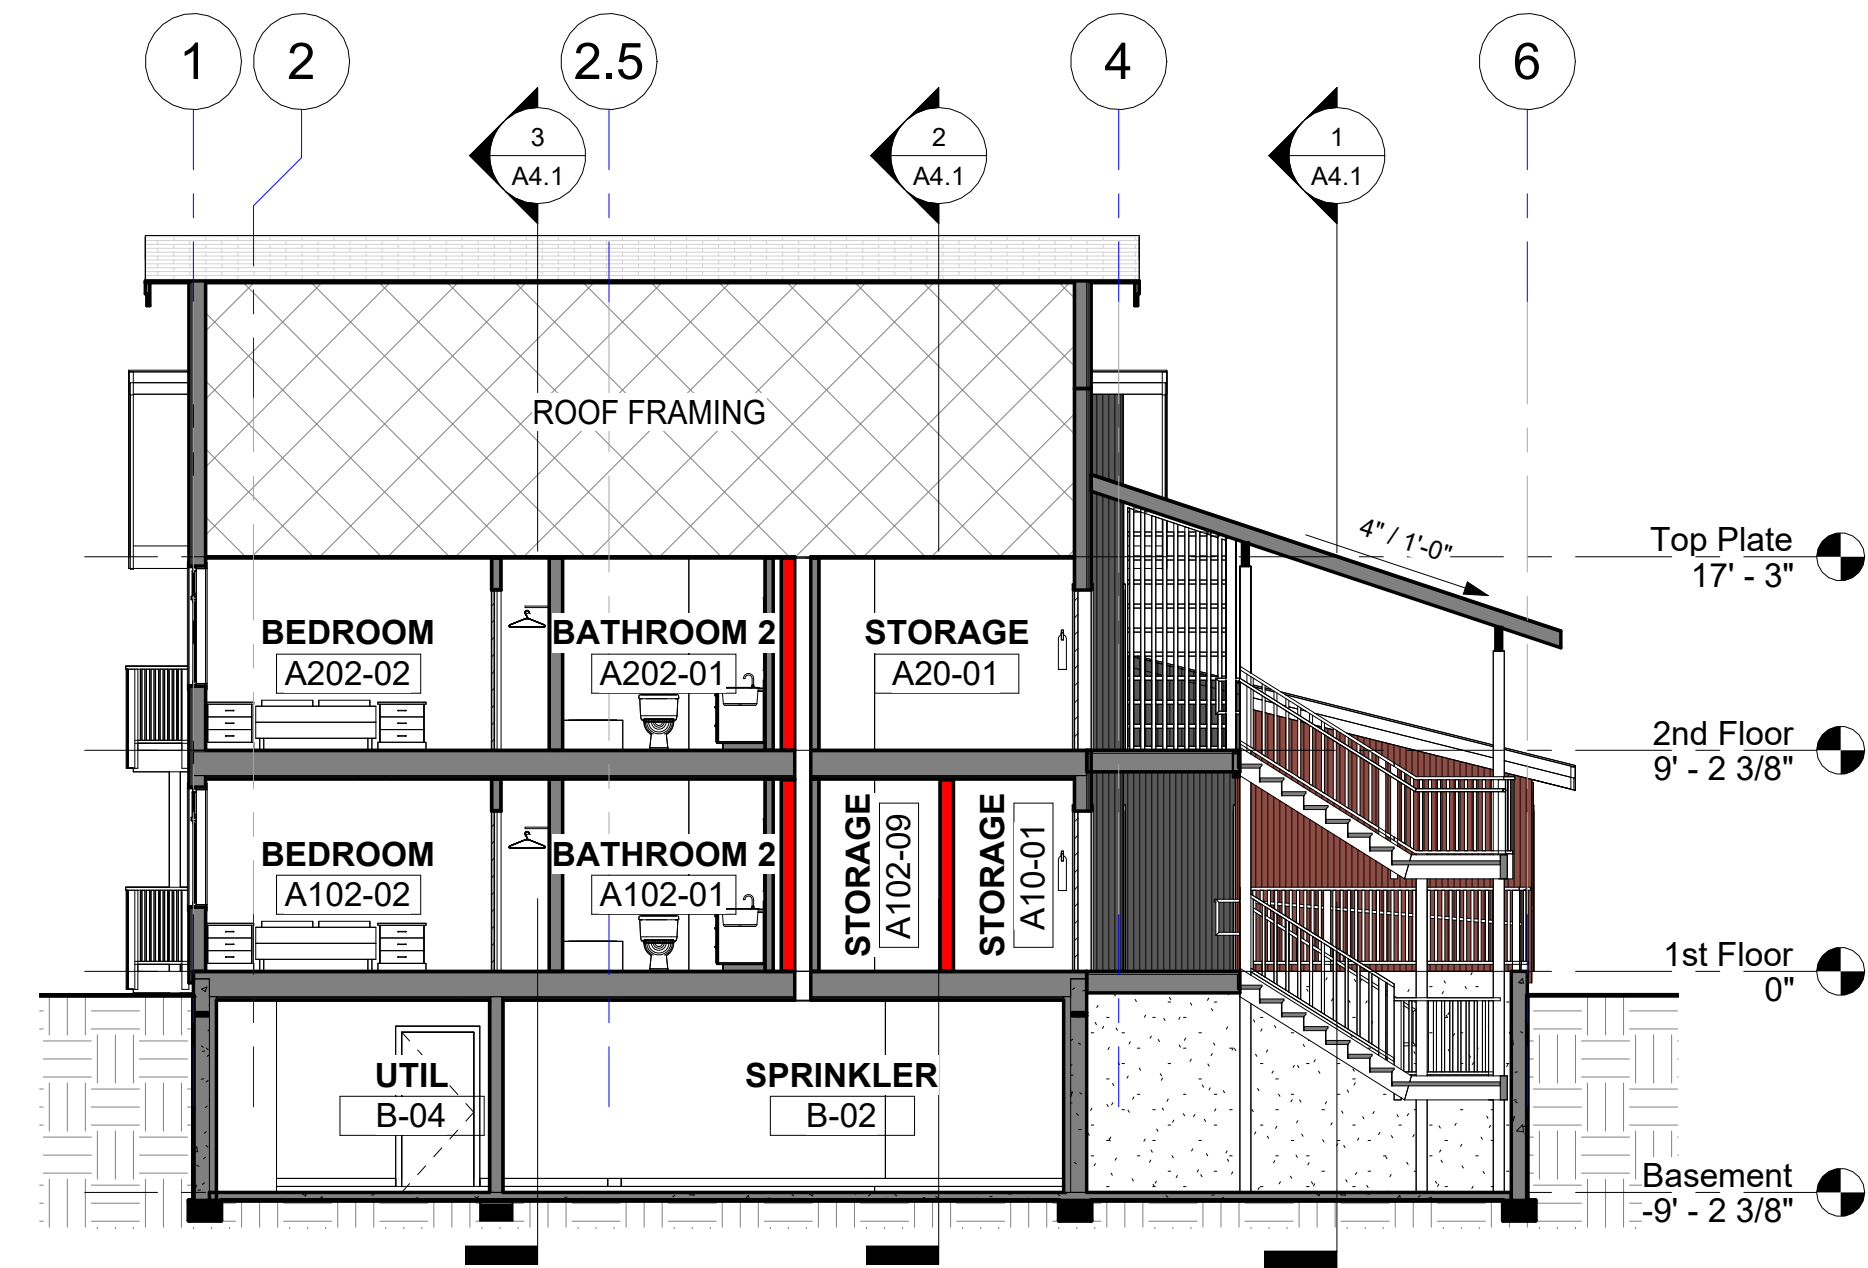 1
2
2.5
4
6
3
A4.1
2
A4.1
1
A4.1
ROOF FRAMING
4" / 1'-0"
Top Plate
17' - 3"
BEDROOM
A202-02
BATHROOM 2
A202-01
STORAGE
A20-01
2nd Floor
9' - 2 3/8"
BEDROOM
A102-02
BATHROOM 2
A102-01
STORAGE
A102-09
STORAGE
A10-01
1st Floor
0"
UTIL
B-04
SPRINKLER
B-02
Basement
-9' - 2 3/8"